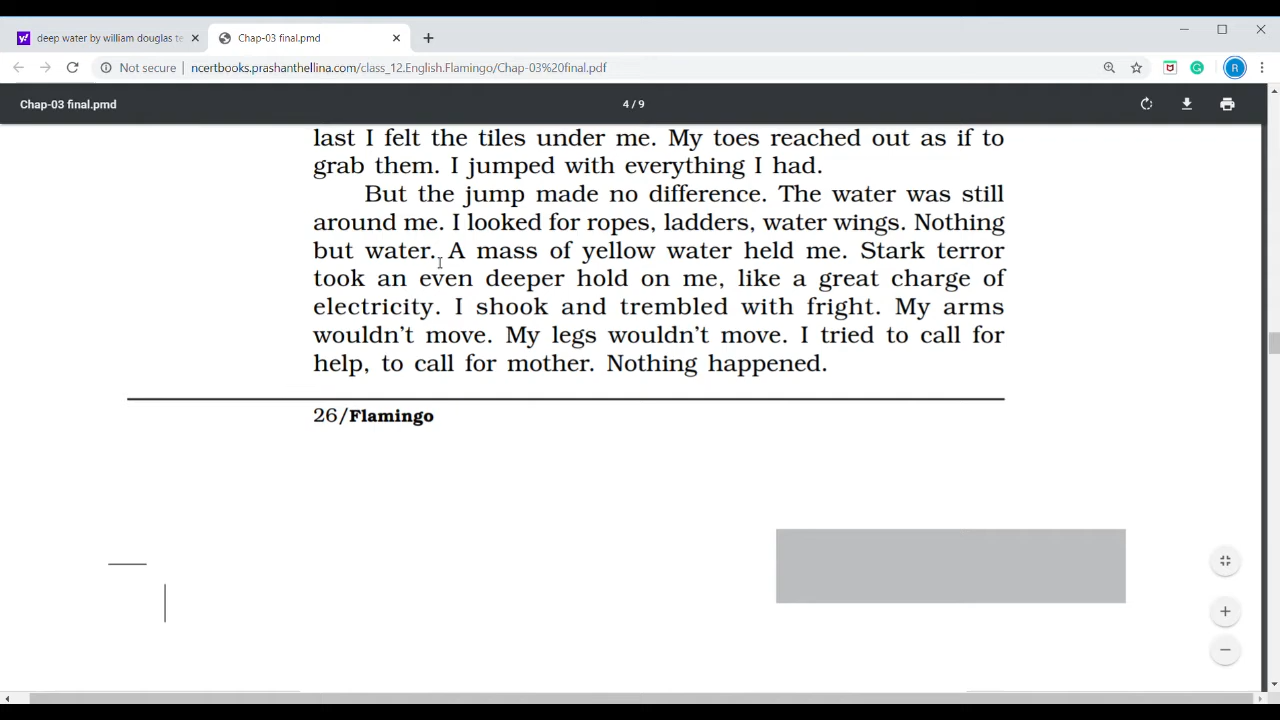 deep water by william douglas te
Chap-03 final.pmd
Not secure
ncertbooks.prashanthellina.com/class_12.English.Flamingo/Chap-03%20final.pdf
R
Chap-03 final.pmd
4 / 9
last I felt the tiles under me. My toes reached out as if to
grab them. I jumped with everything I had.
But the jump made no difference. The water was still
around me. I looked for ropes, ladders, water wings. Nothing
but water. A mass of yellow water held me. Stark terror
took an even deeper hold on me, like a great charge of
electricity. I shook and trembled with fright. My arms
wouldn't move. My legs wouldn't move. I tried to call for
help, to call for mother. Nothing happened.
26/Flamingo